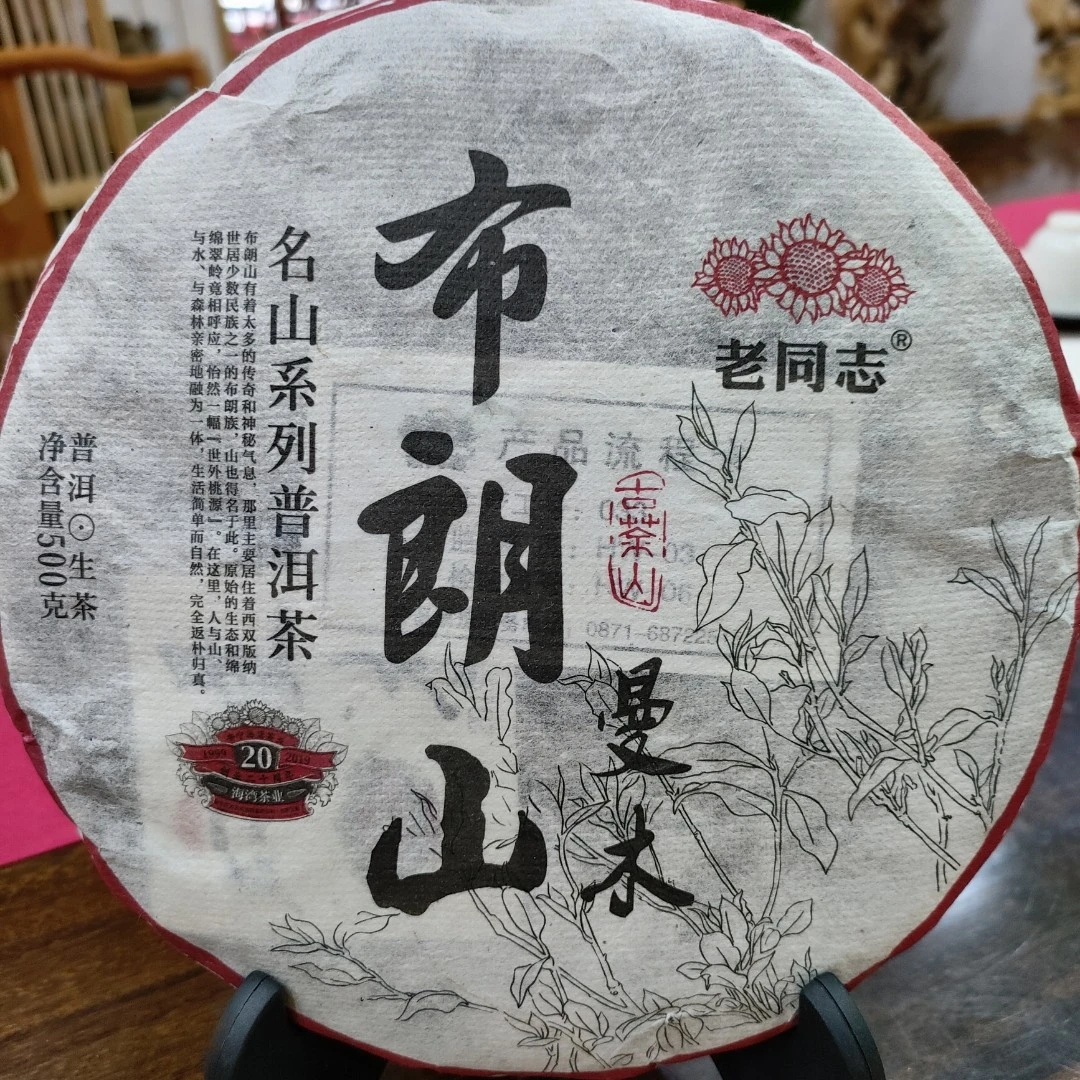 老同志®
布朗山
古茶山
曼木
名山系列普洱茶
布朗山有着太多的传奇和神秘气息，那里主要居住着西双版纳
世居少数民族之一的布朗族，山也得名于此。原始的生态和绵
绵翠岭竟相呼应，怡然一幅『世外桃源』。在这里，人与山、
与水、与森林亲密地融为一体，生活简单而自然，完全返朴归真。
普洱⊙生茶
净含量500克
1999 20 2019
海湾茶业
产品流程
0871-68722